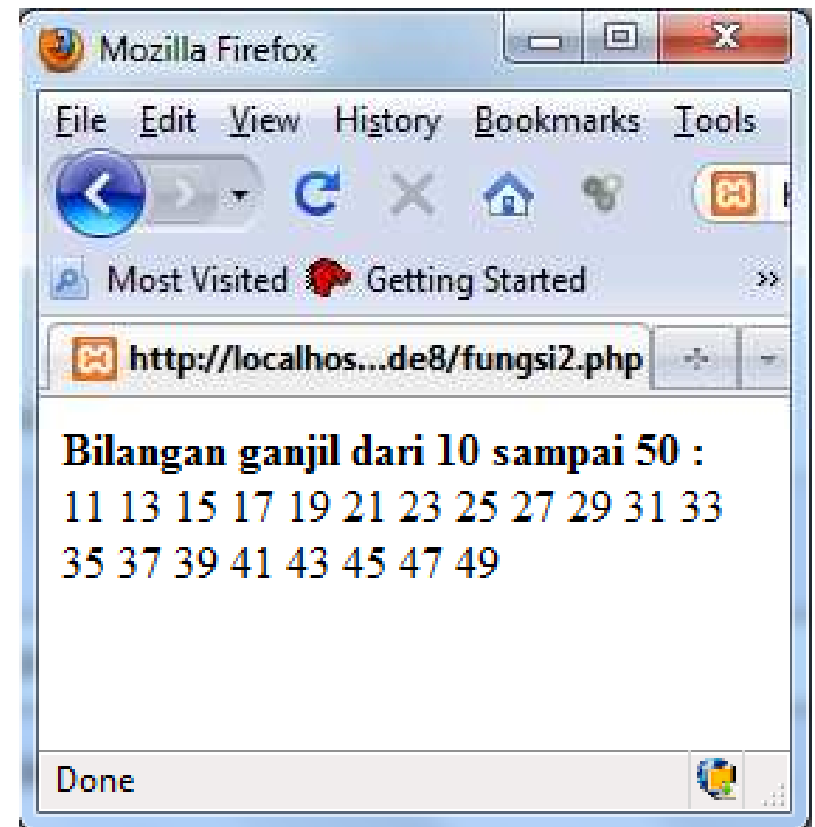 Mozilla Firefox
File Edit View History Bookmarks Tools
Most Visited Getting Started »
http://localhos...de8/fungsi2.php
Bilangan ganjil dari 10 sampai 50 :
11 13 15 17 19 21 23 25 27 29 31 33
35 37 39 41 43 45 47 49
Done